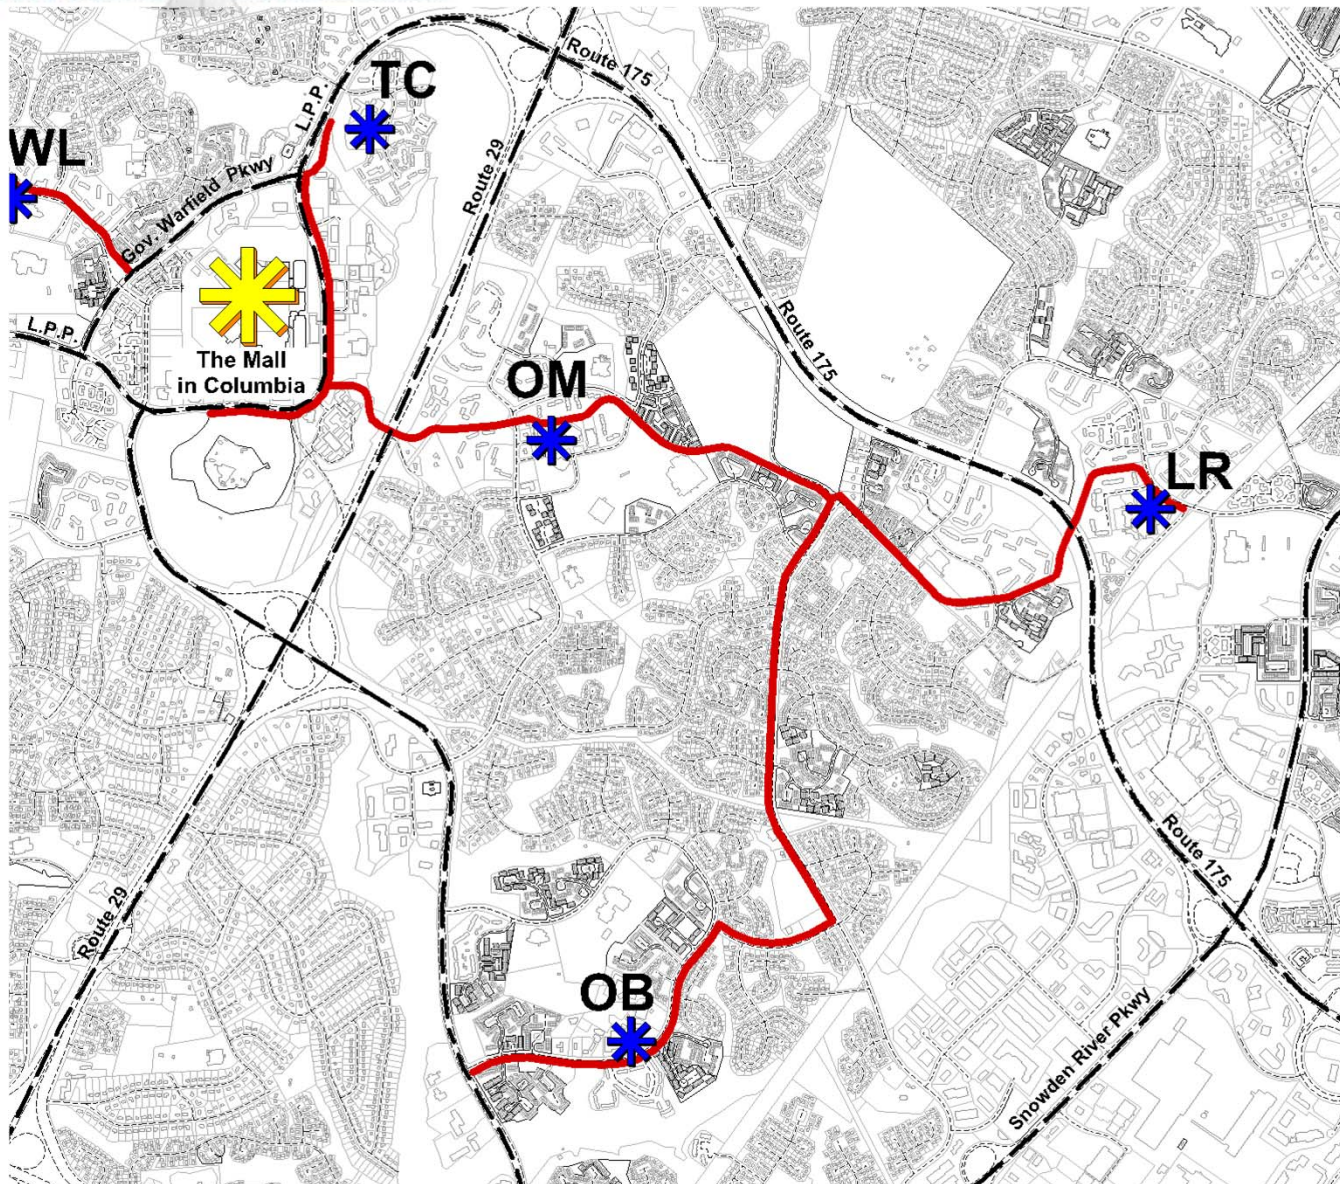 Route 175
TC
L.P.P.
WL
Gov. Warfield Pkwy
Route 29
L.P.P.
The Mall
in Columbia
Route 175
OM
LR
Route 175
Route 29
OB
Snowden River Pkwy